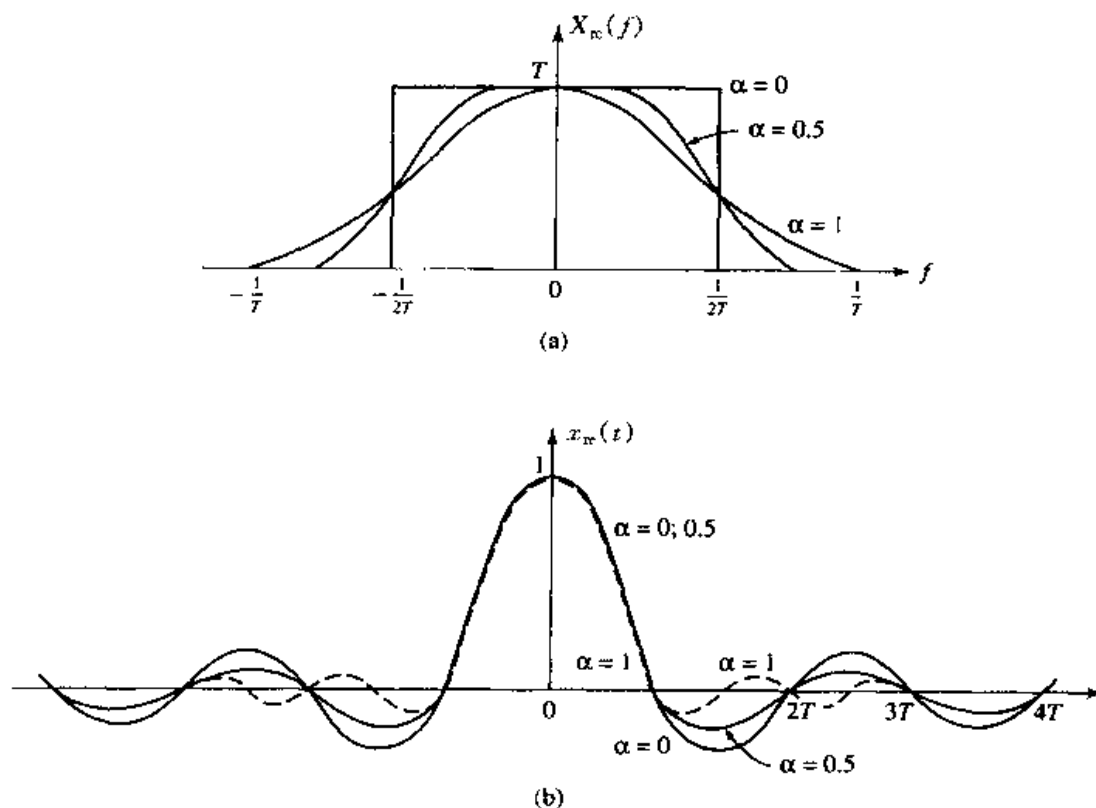 X_rc(f)
T
α = 0
α = 0.5
α = 1
-1/T
-1/2T
0
1/2T
1/T
f
(a)
x_rc(t)
1
α = 0; 0.5
α = 1
α = 1
0
2T
3T
4T
α = 0
α = 0.5
(b)